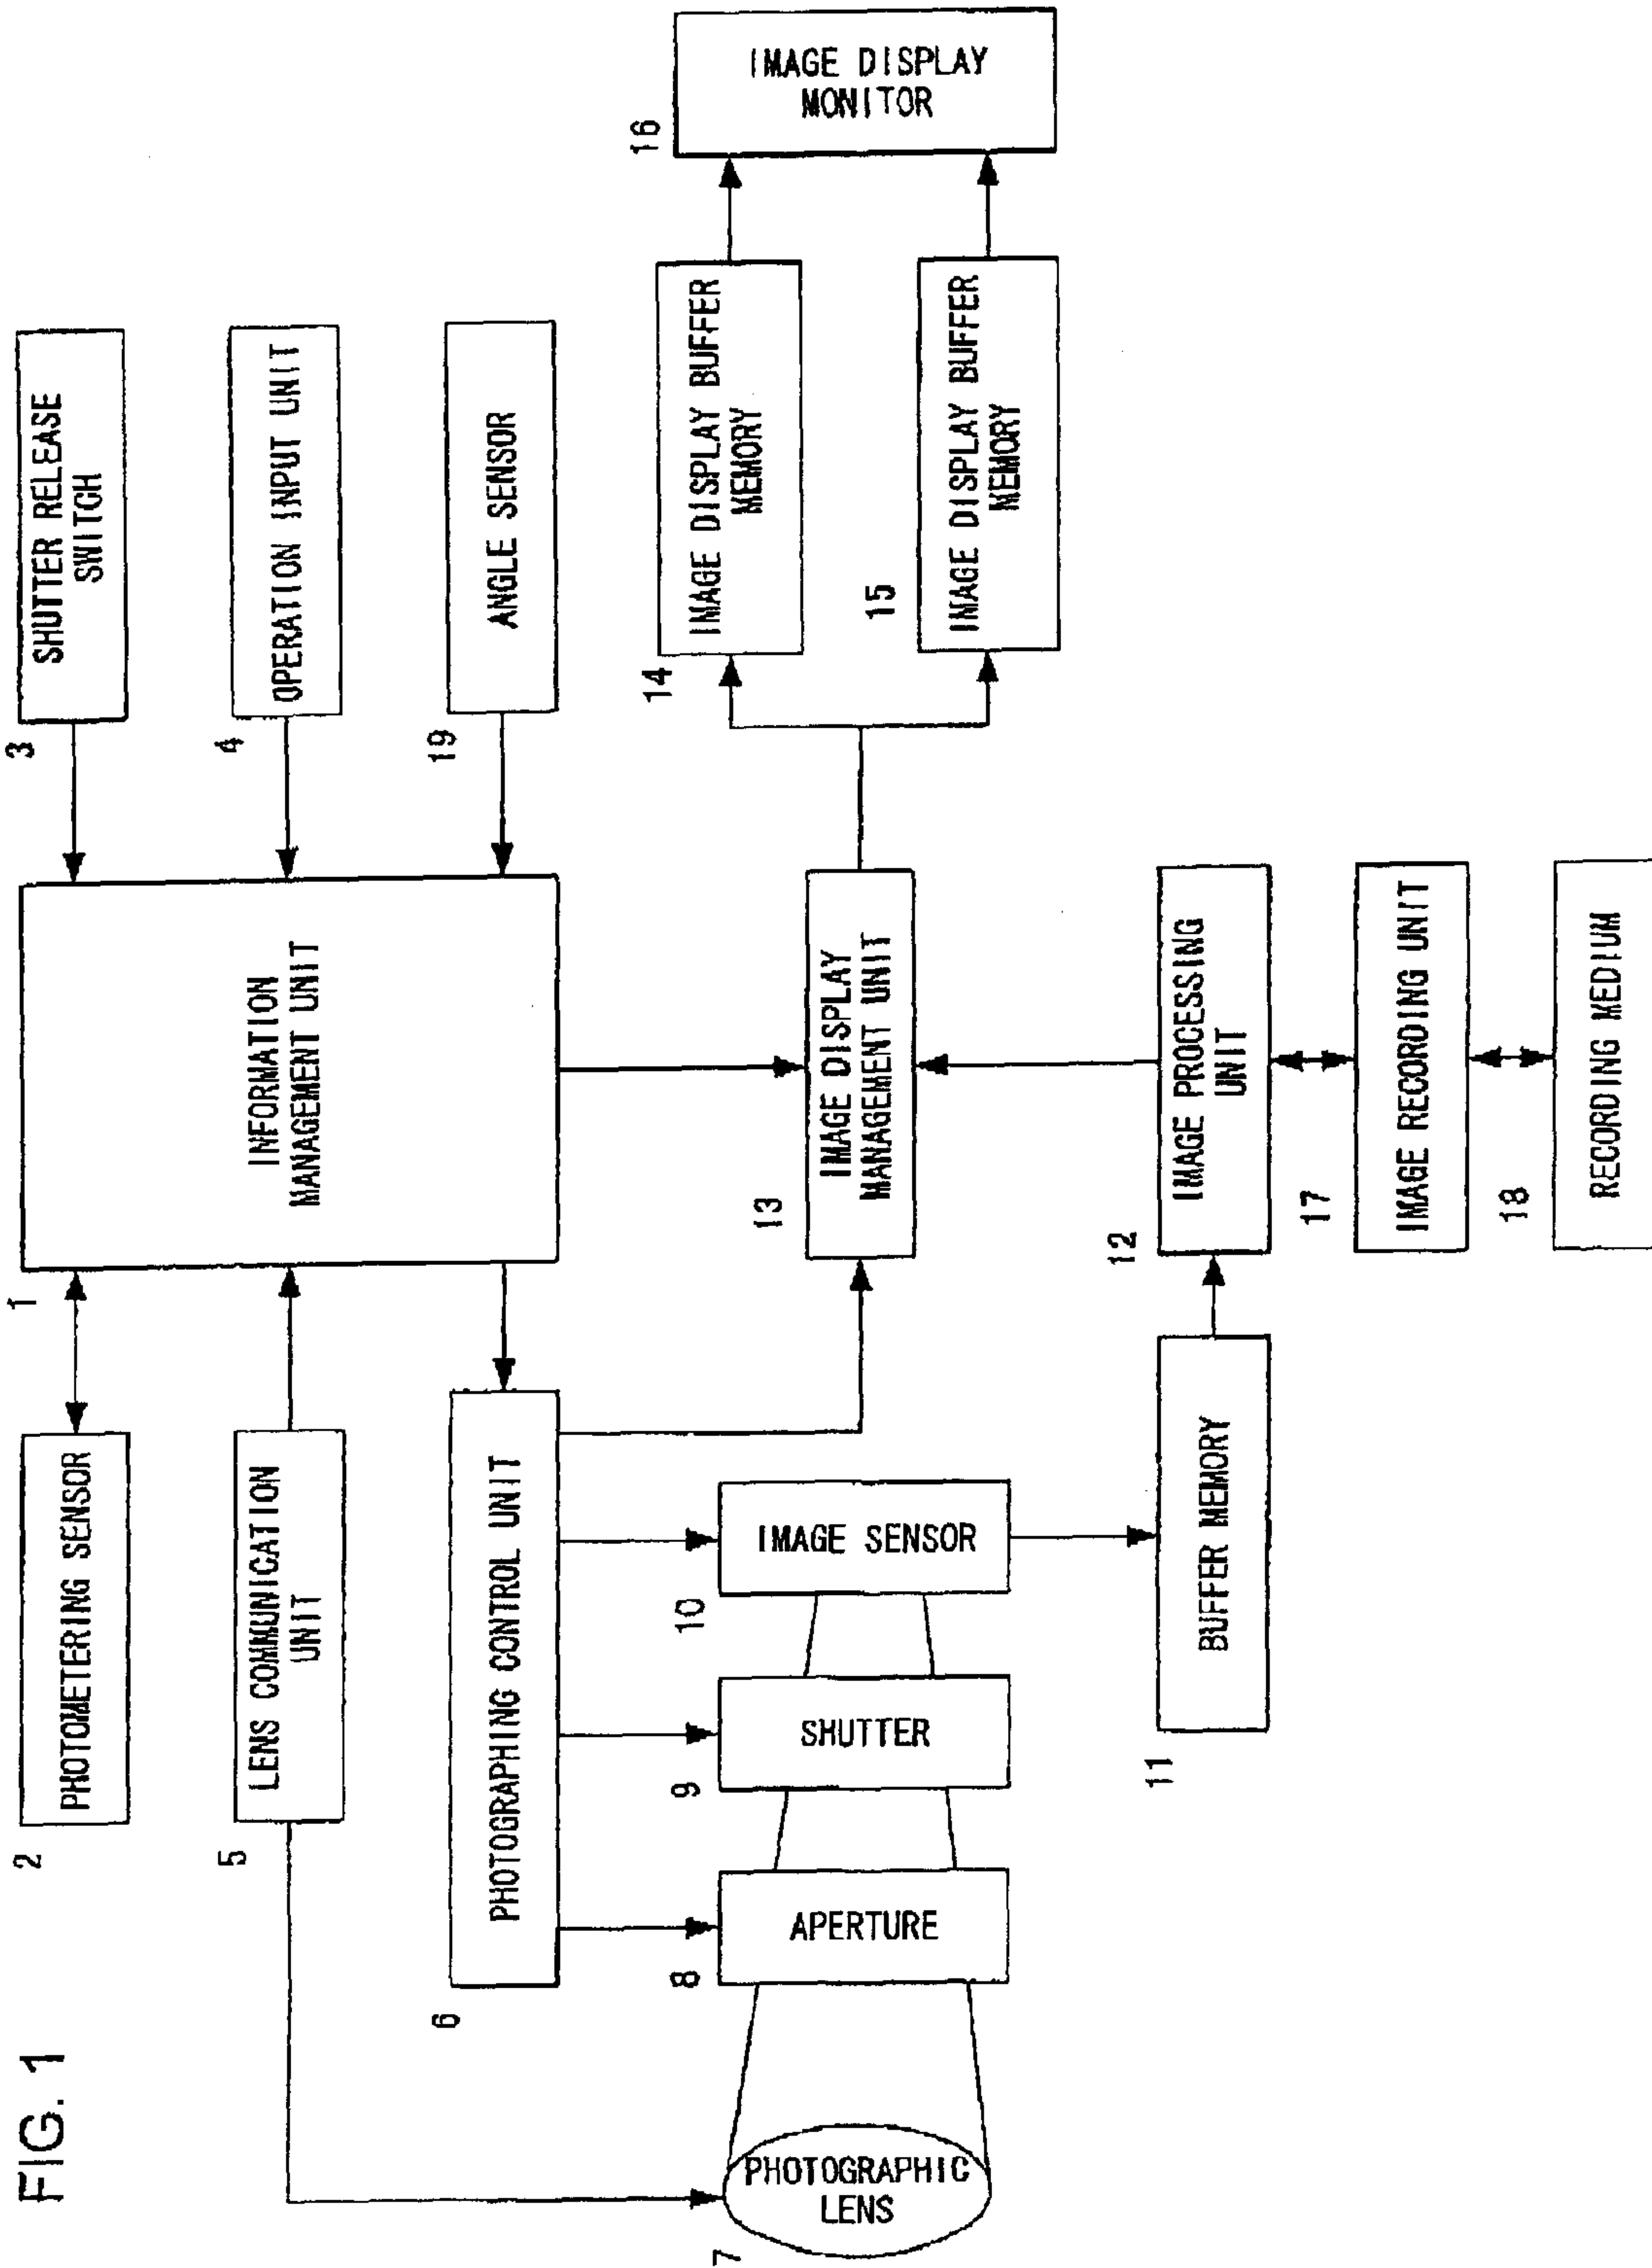 FIG. 1
2
PHOTOMETERING SENSOR
1
INFORMATION
MANAGEMENT UNIT
3
SHUTTER RELEASE
SWITCH
5
LENS COMMUNICATION
UNIT
4
OPERATION INPUT UNIT
6
PHOTOGRAPHING CONTROL UNIT
19
ANGLE SENSOR
7
PHOTOGRAPHIC
LENS
8
APERTURE
9
SHUTTER
10
IMAGE SENSOR
13
IMAGE DISPLAY
MANAGEMENT UNIT
14
IMAGE DISPLAY BUFFER
MEMORY
15
IMAGE DISPLAY BUFFER
MEMORY
16
IMAGE DISPLAY
MONITOR
11
BUFFER MEMORY
12
IMAGE PROCESSING
UNIT
17
IMAGE RECORDING UNIT
18
RECORDING MEDIUM